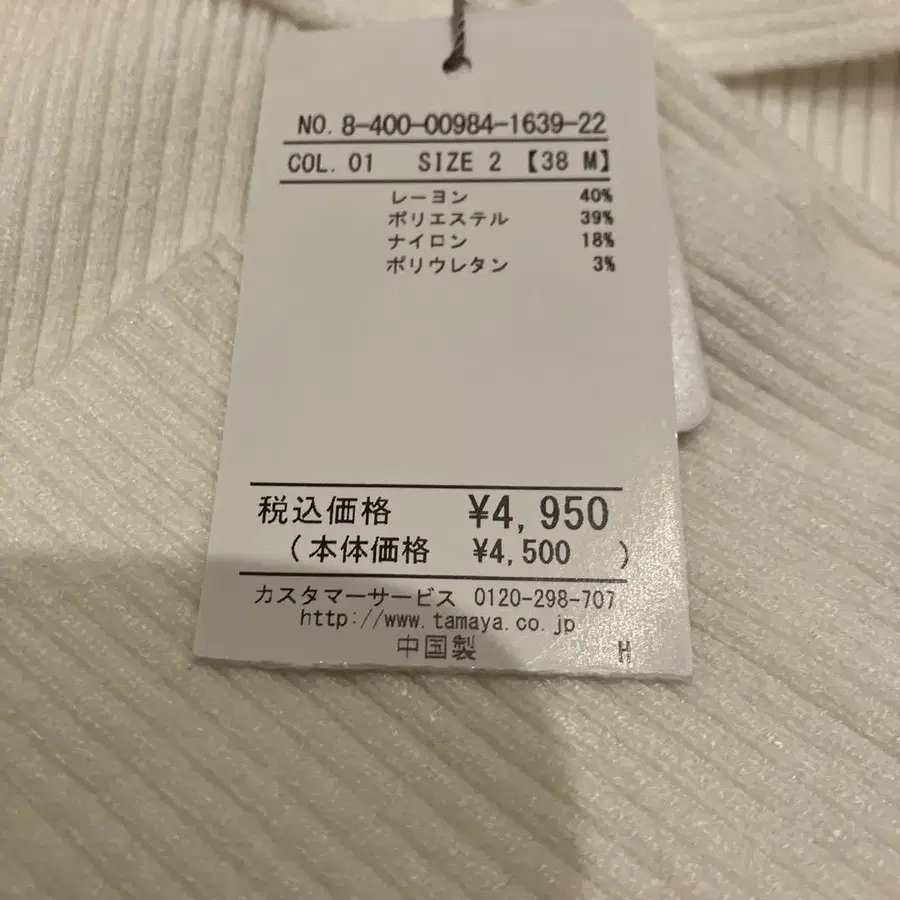 NO. 8-400-00984-1639-22
COL. 01 SIZE 2 【38 M】
レーヨン 40%
ポリエステル 39%
ナイロン 18%
ポリウレタン 3%
税込価格 ¥4,950
(本体価格 ¥4,500 )
カスタマーサービス 0120-298-707
http://www.tamaya.co.jp
中国製 H